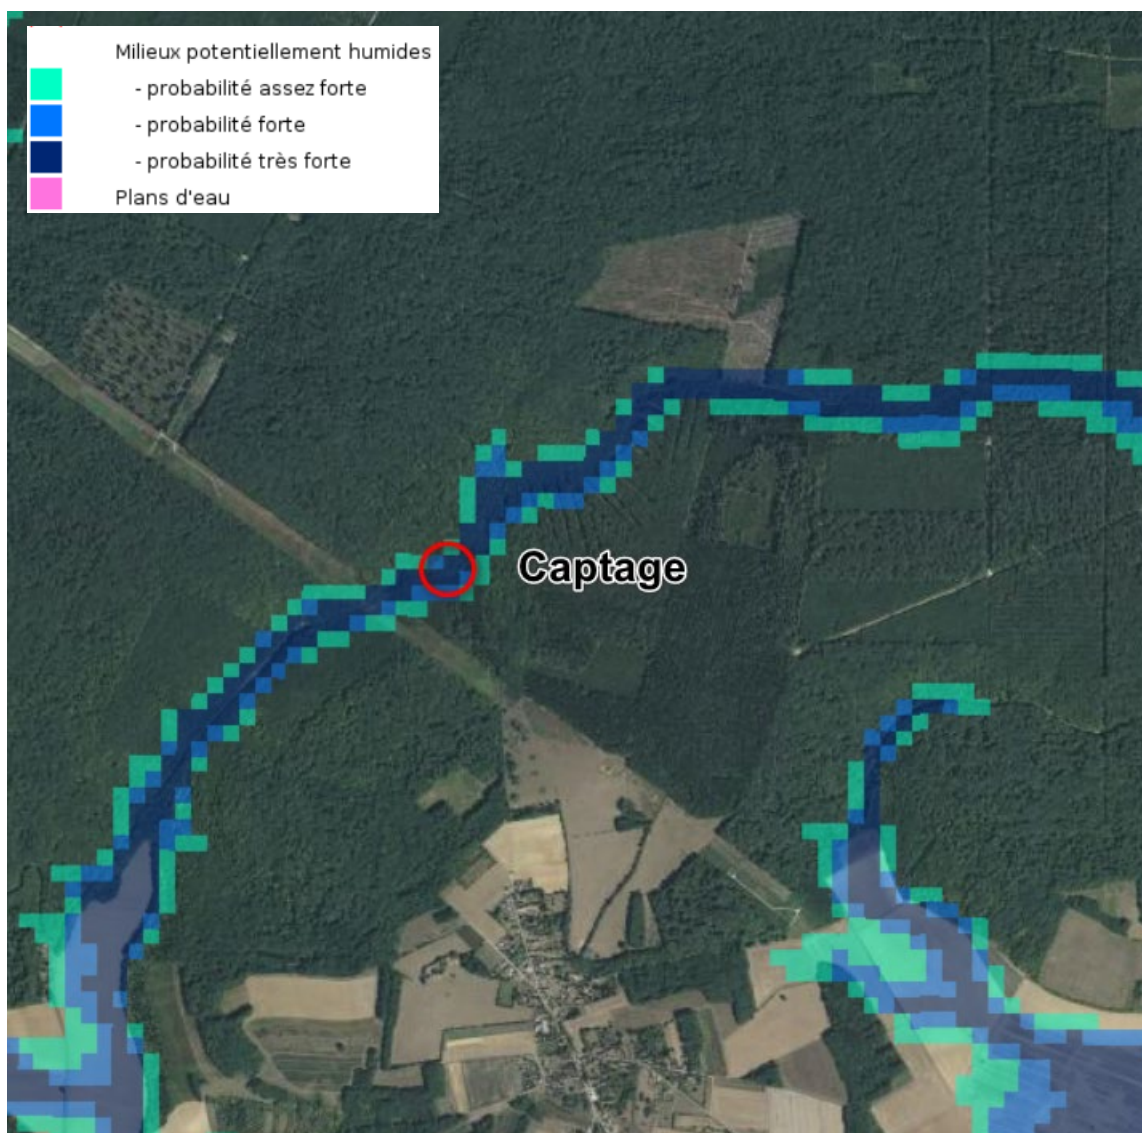 Milieux potentiellement humides
- probabilité assez forte
- probabilité forte
- probabilité très forte
Plans d'eau
Captage